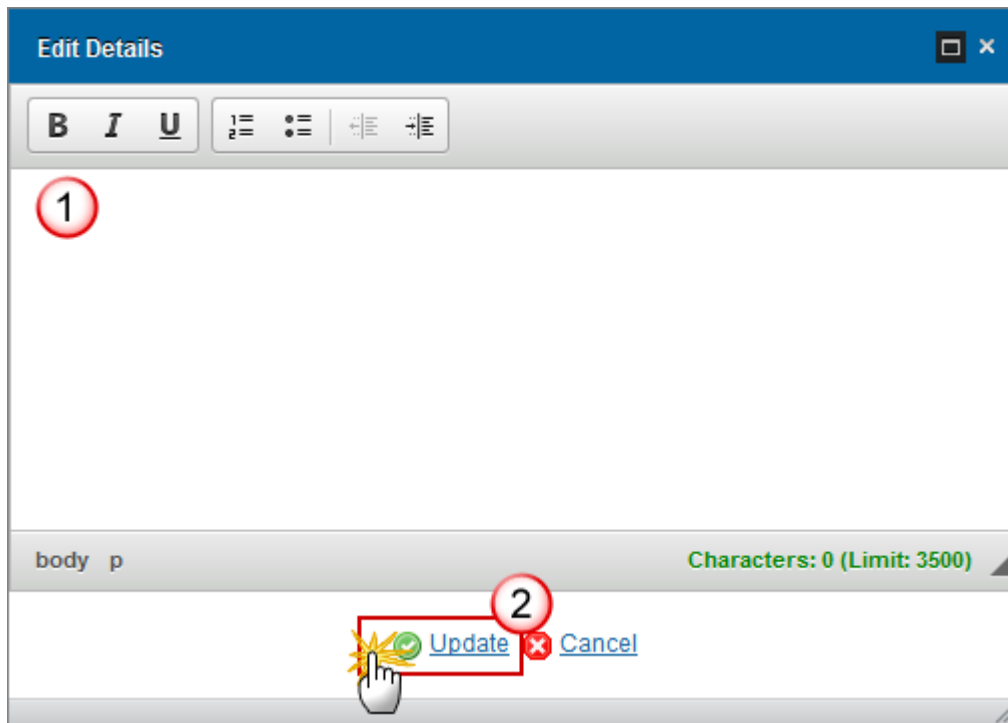 Edit Details
B I U
1
body p Characters: 0 (Limit: 3500)
2
Update Cancel